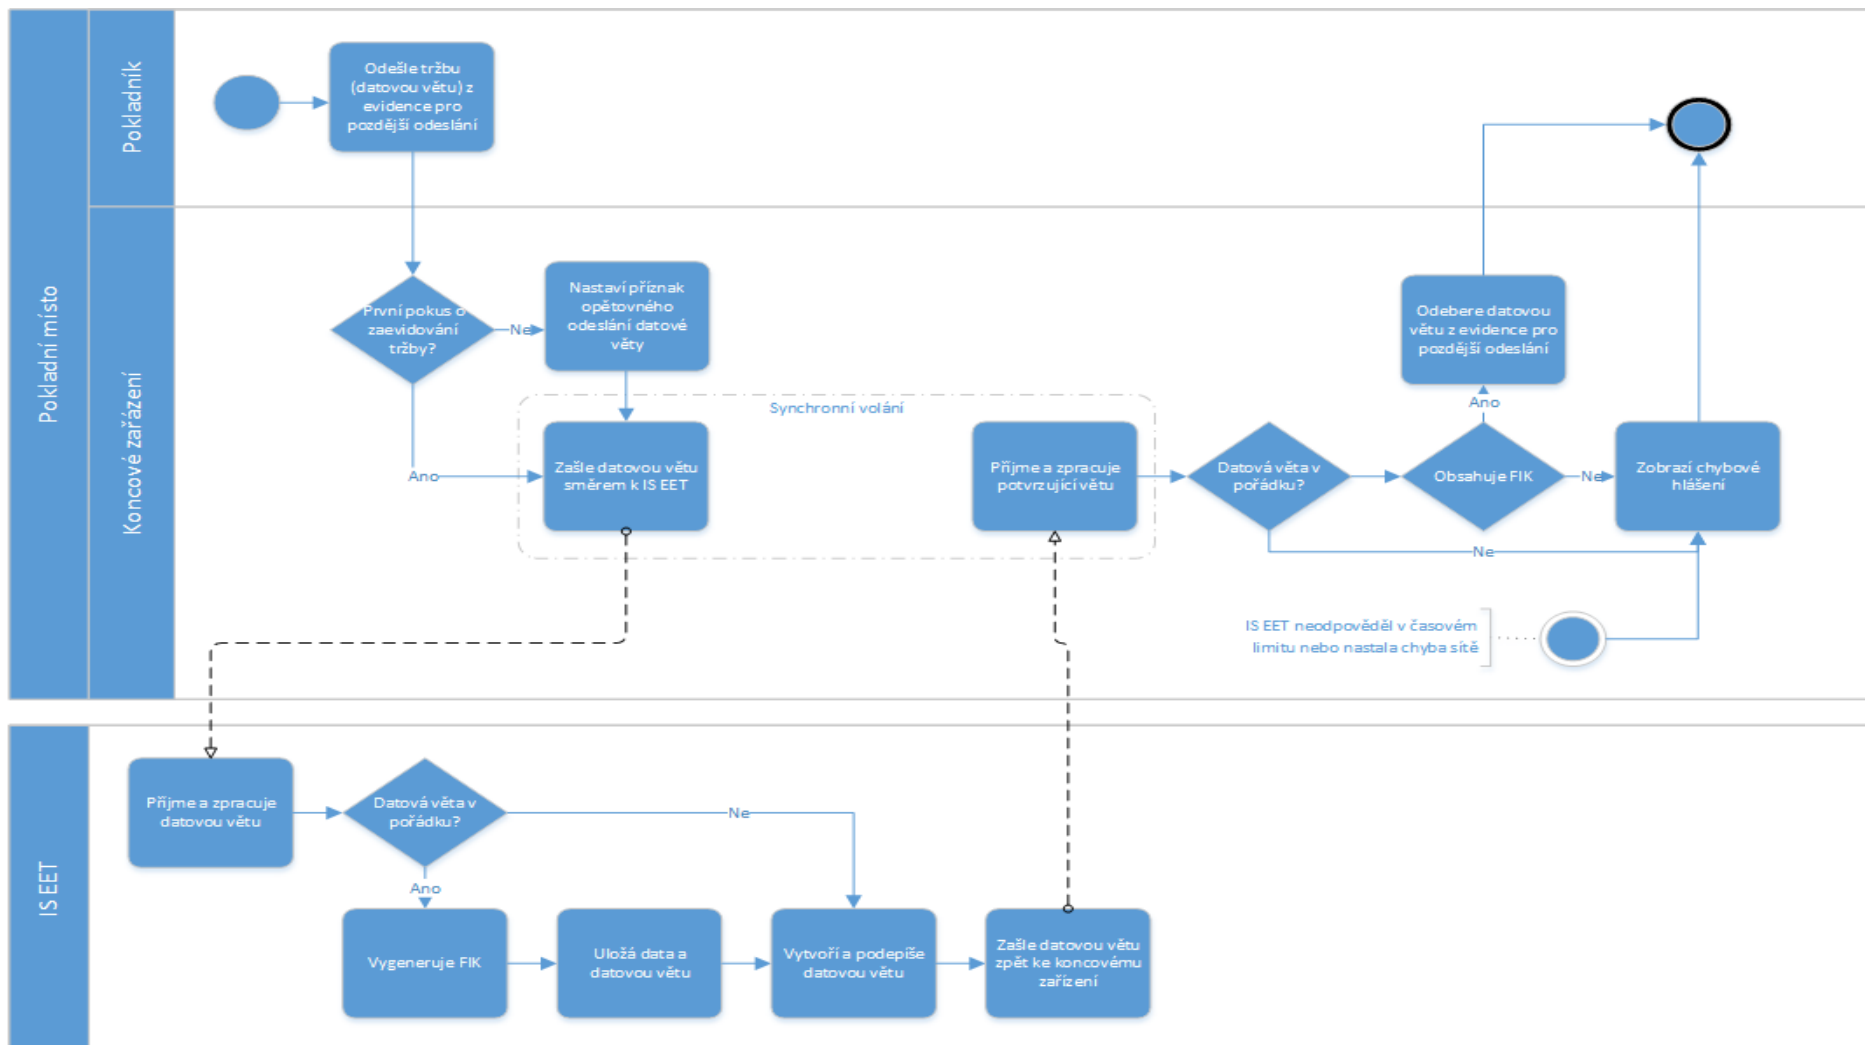 Pokladní místo
Pokladník
Odešle tržbu
(datovou větu) z
evidence pro
pozdější odeslání
Koncové zařázení
První pokus o
zaevidování
tržby?
Ne
Nastaví příznak
opětovného
odeslání datové
věty
Ano
Synchronní volání
Zašle datovou větu
směrem k IS EET
Příjme a zpracuje
potvrzující větu
Datová věta v
pořádku?
Obsahuje FIK
Ano
Odebere datovou
větu z evidence pro
pozdější odeslání
Ne
Zobrazí chybové
hlášení
Ne
IS EET neodpověděl v časovém
limitu nebo nastala chyba sítě
IS EET
Příjme a zpracuje
datovou větu
Datová věta v
pořádku?
Ne
Ano
Vygeneruje FIK
Uložá data a
datovou větu
Vytvoří a podepíše
datovou větu
Zašle datovou větu
zpět ke koncovému
zařízení